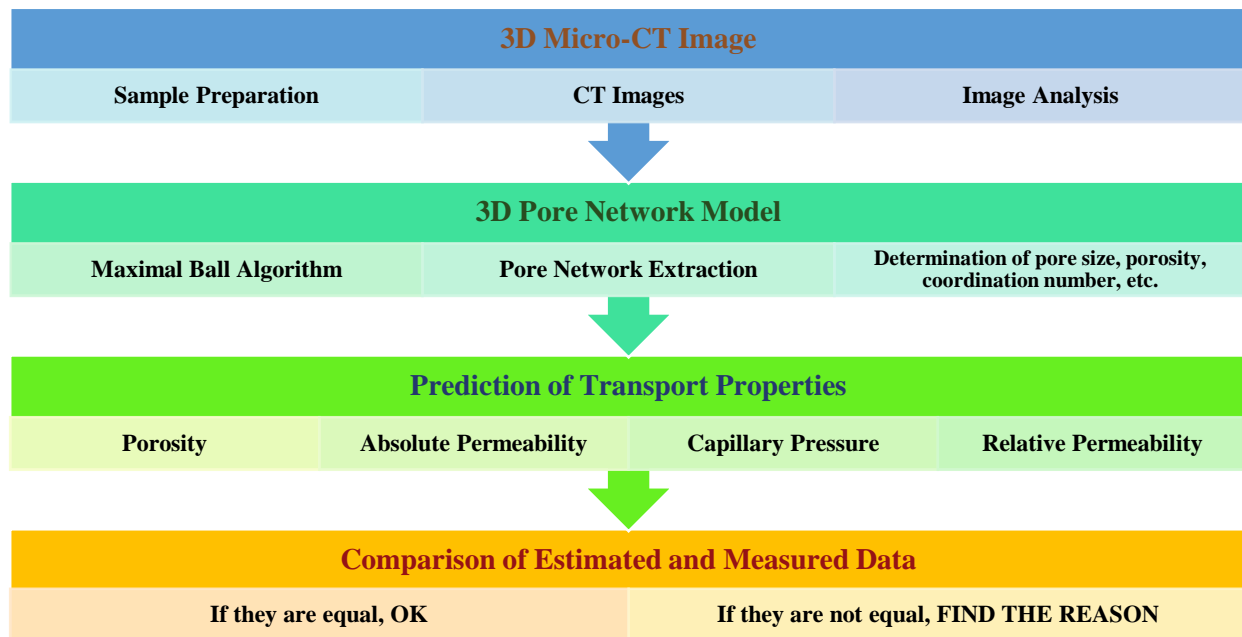 3D Micro-CT Image
Sample Preparation
CT Images
Image Analysis
3D Pore Network Model
Maximal Ball Algorithm
Pore Network Extraction
Determination of pore size, porosity,
coordination number, etc.
Prediction of Transport Properties
Porosity
Absolute Permeability
Capillary Pressure
Relative Permeability
Comparison of Estimated and Measured Data
If they are equal, OK
If they are not equal, FIND THE REASON